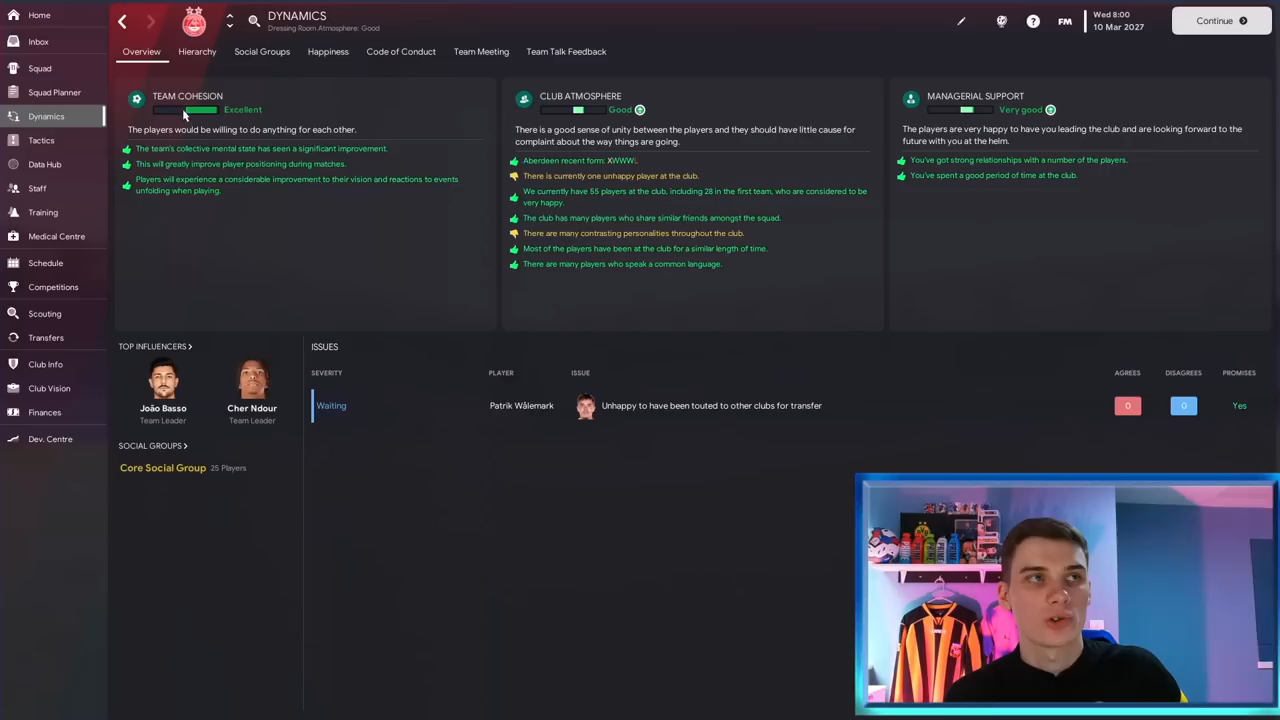 Home
Inbox
Squad
Squad Planner
Dynamics
Tactics
Data Hub
Staff
Training
Medical Centre
Schedule
Competitions
Scouting
Transfers
Club Info
Club Vision
Finances
Dev. Centre
DYNAMICS
Dressing Room Atmosphere: Good
FM
Wed 8:00
10 Mar 2027
Continue
Overview
Hierarchy
Social Groups
Happiness
Code of Conduct
Team Meeting
Team Talk Feedback
TEAM COHESION
Excellent
The players would be willing to do anything for each other.
The team's collective mental state has seen a significant improvement.
This will greatly improve player positioning during matches.
Players will experience a considerable improvement to their vision and reactions to events
unfolding when playing.
CLUB ATMOSPHERE
Good
There is a good sense of unity between the players and they should have little cause for
complaint about the way things are going.
Aberdeen recent form: XWWWL
There is currently one unhappy player at the club.
We currently have 55 players at the club, including 28 in the first team, who are considered to be
very happy.
The club has many players who share similar friends amongst the squad.
There are many contrasting personalities throughout the club.
Most of the players have been at the club for a similar length of time.
There are many players who speak a common language.
MANAGERIAL SUPPORT
Very good
The players are very happy to have you leading the club and are looking forward to the
future with you at the helm.
You've got strong relationships with a number of the players.
You've spent a good period of time at the club.
TOP INFLUENCERS
João Basso
Team Leader
Cher Ndour
Team Leader
SOCIAL GROUPS
Core Social Group 25 Players
ISSUES
SEVERITY PLAYER ISSUE AGREES DISAGREES PROMISES
Waiting Patrik Wålemark Unhappy to have been touted to other clubs for transfer 0 0 Yes